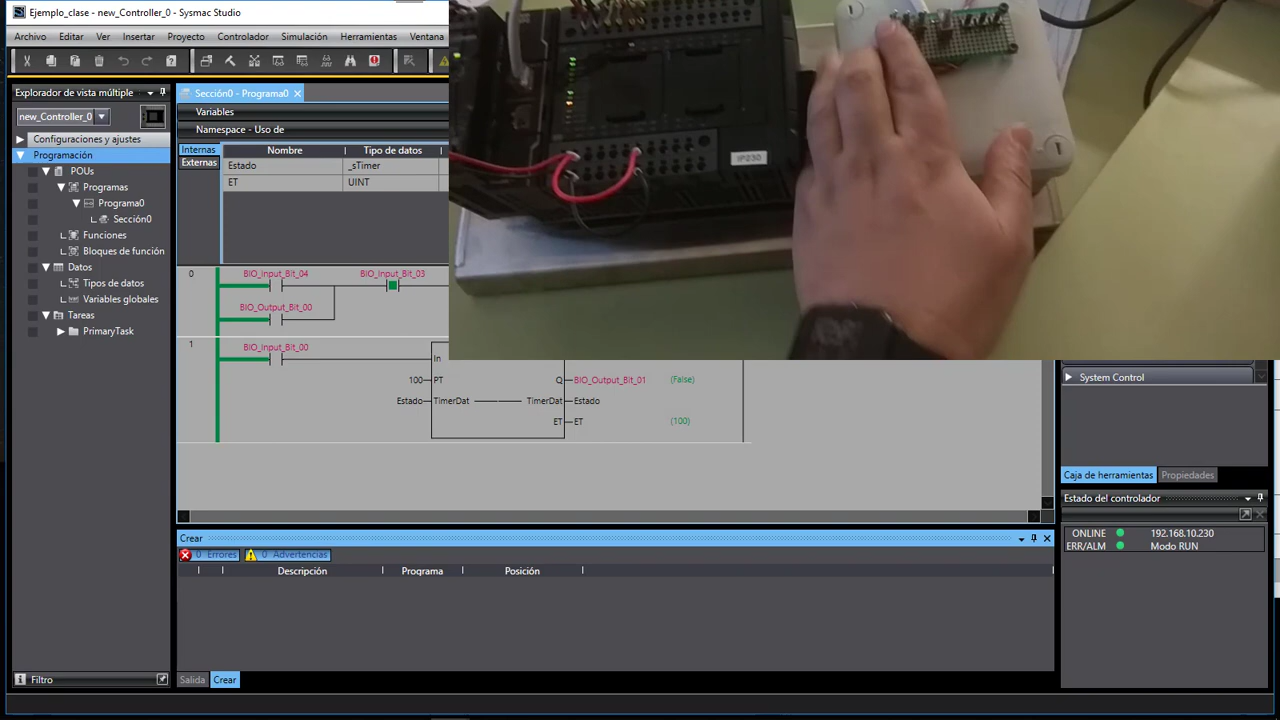 Ejemplo_clase - new_Controller_0 - Sysmac Studio
Archivo Editar Ver Insertar Proyecto Controlador Simulación Herramientas Ventana
Explorador de vista múltiple
new_Controller_0
Configuraciones y ajustes
Programación
POUs
Programas
Programa0
Sección0
Funciones
Bloques de función
Datos
Tipos de datos
Variables globales
Tareas
PrimaryTask
Filtro
Sección0 - Programa0
Variables
Namespace - Uso de
Internas
Externas
Nombre Tipo de datos
Estado _sTimer
ET UINT
0
BIO_Input_Bit_04 BIO_Input_Bit_03
BIO_Output_Bit_00
1
BIO_Input_Bit_00
In
100 PT Q BIO_Output_Bit_01 (False)
Estado TimerDat TimerDat Estado
ET ET (100)
IP230
System Control
Caja de herramientas Propiedades
Estado del controlador
ONLINE 192.168.10.230
ERR/ALM Modo RUN
Crear
0 Errores 0 Advertencias
Descripción Programa Posición
Salida Crear